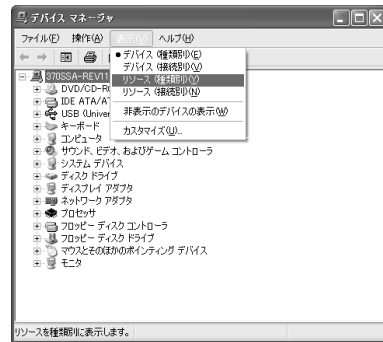 デバイス マネージャ
ファイル(F) 操作(A) 表示(V) ヘルプ(H)
デバイス (種類別)(E)
デバイス (接続別)(V)
リソース (種類別)(Y)
リソース (接続別)(N)
非表示のデバイスの表示(W)
カスタマイズ(U)...
370SSA-REV11
DVD/CD-R
IDE ATA/A
USB (Univer
キーボード
コンピュータ
サウンド、ビデオ、およびゲーム コントローラ
システム デバイス
ディスク ドライブ
ディスプレイ アダプタ
ネットワーク アダプタ
プロセッサ
フロッピー ディスク コントローラ
フロッピー ディスク ドライブ
マウスとそのほかのポインティング デバイス
モニタ
リソースを種類別に表示します。